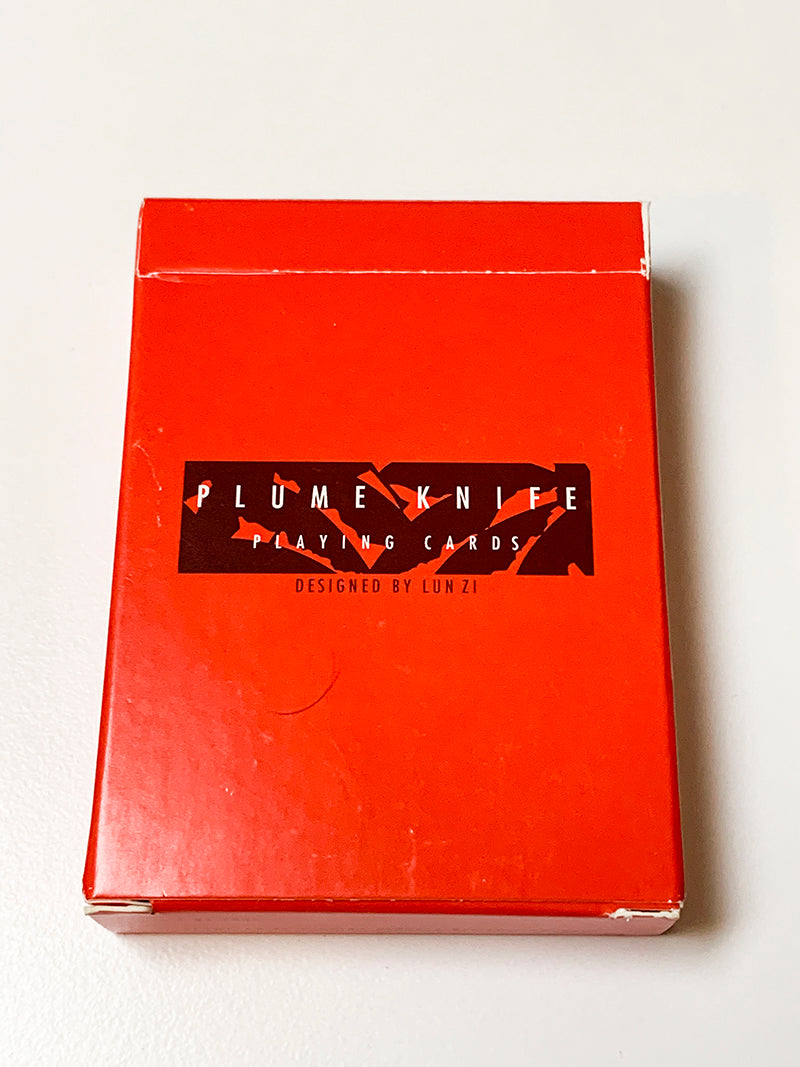 PLUME KNIFE
PLAYING CARDS
DESIGNED BY LUN ZI